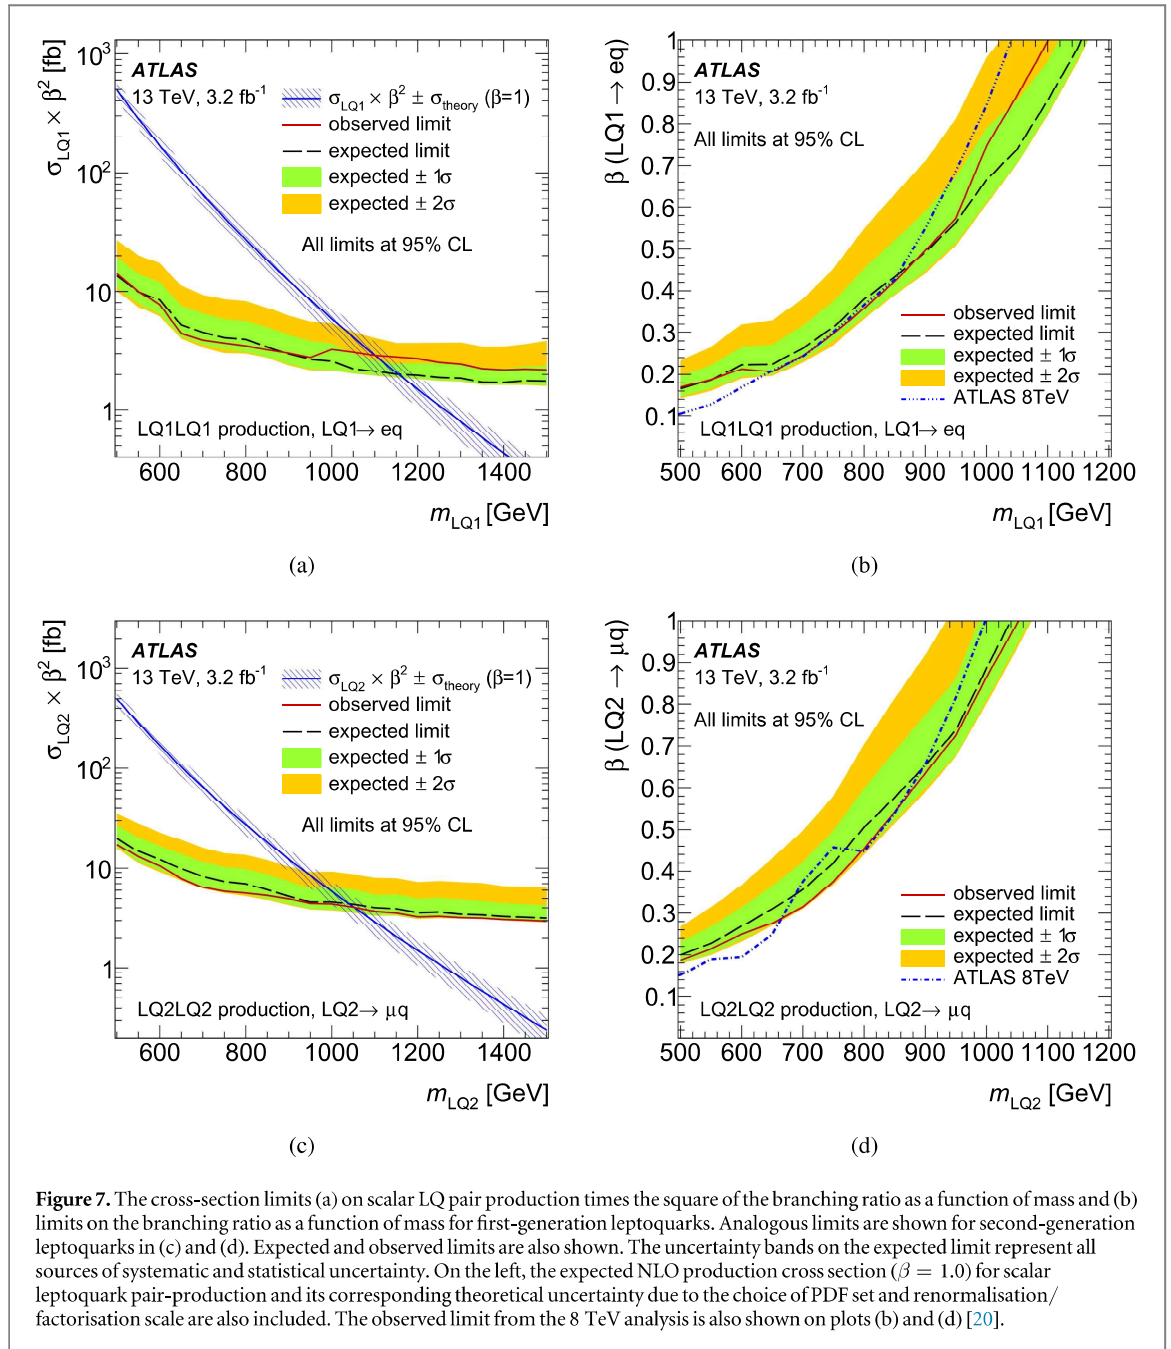 σ_LQ1 × β² [fb]
10³
10²
10
1
ATLAS
13 TeV, 3.2 fb⁻¹
σ_LQ1 × β² ± σ_theory (β=1)
observed limit
expected limit
expected ± 1σ
expected ± 2σ
All limits at 95% CL
LQ1LQ1 production, LQ1→ eq
600 800 1000 1200 1400
m_LQ1 [GeV]
(a)
β (LQ1 → eq)
1
0.9
0.8
0.7
0.6
0.5
0.4
0.3
0.2
0.1
ATLAS
13 TeV, 3.2 fb⁻¹
All limits at 95% CL
observed limit
expected limit
expected ± 1σ
expected ± 2σ
ATLAS 8TeV
LQ1LQ1 production, LQ1→ eq
500 600 700 800 900 1000 1100 1200
m_LQ1 [GeV]
(b)
σ_LQ2 × β² [fb]
10³
10²
10
1
ATLAS
13 TeV, 3.2 fb⁻¹
σ_LQ2 × β² ± σ_theory (β=1)
observed limit
expected limit
expected ± 1σ
expected ± 2σ
All limits at 95% CL
LQ2LQ2 production, LQ2→ μq
600 800 1000 1200 1400
m_LQ2 [GeV]
(c)
β (LQ2 → μq)
1
0.9
0.8
0.7
0.6
0.5
0.4
0.3
0.2
0.1
ATLAS
13 TeV, 3.2 fb⁻¹
All limits at 95% CL
observed limit
expected limit
expected ± 1σ
expected ± 2σ
ATLAS 8TeV
LQ2LQ2 production, LQ2→ μq
500 600 700 800 900 1000 1100 1200
m_LQ2 [GeV]
(d)
Figure 7. The cross-section limits (a) on scalar LQ pair production times the square of the branching ratio as a function of mass and (b)
limits on the branching ratio as a function of mass for first-generation leptoquarks. Analogous limits are shown for second-generation
leptoquarks in (c) and (d). Expected and observed limits are also shown. The uncertainty bands on the expected limit represent all
sources of systematic and statistical uncertainty. On the left, the expected NLO production cross section (β = 1.0) for scalar
leptoquark pair-production and its corresponding theoretical uncertainty due to the choice of PDF set and renormalisation/
factorisation scale are also included. The observed limit from the 8 TeV analysis is also shown on plots (b) and (d) [20].